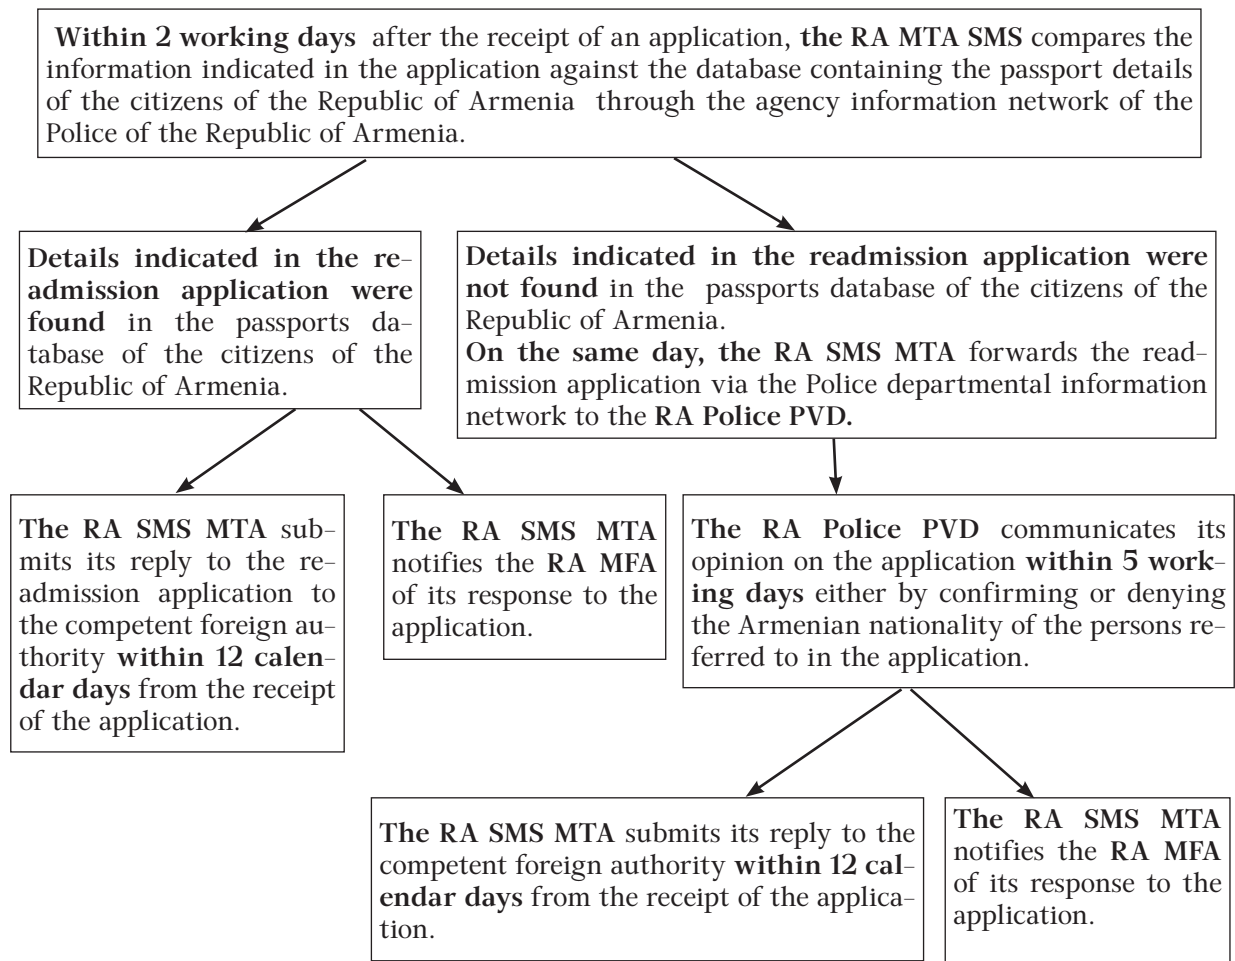 Within 2 working days after the receipt of an application, the RA MTA SMS compares the
information indicated in the application against the database containing the passport details
of the citizens of the Republic of Armenia through the agency information network of the
Police of the Republic of Armenia.
Details indicated in the re-
admission application were
found in the passports da-
tabase of the citizens of the
Republic of Armenia.
Details indicated in the readmission application were
not found in the passports database of the citizens of the
Republic of Armenia.
On the same day, the RA SMS MTA forwards the read-
mission application via the Police departmental information
network to the RA Police PVD.
The RA SMS MTA sub-
mits its reply to the re-
admission application to
the competent foreign au-
thority within 12 calen-
dar days from the receipt
of the application.
The RA SMS MTA
notifies the RA MFA
of its response to the
application.
The RA Police PVD communicates its
opinion on the application within 5 work-
ing days either by confirming or denying
the Armenian nationality of the persons re-
ferred to in the application.
The RA SMS MTA submits its reply to the
competent foreign authority within 12 cal-
endar days from the receipt of the applica-
tion.
The RA SMS MTA
notifies the RA MFA
of its response to the
application.